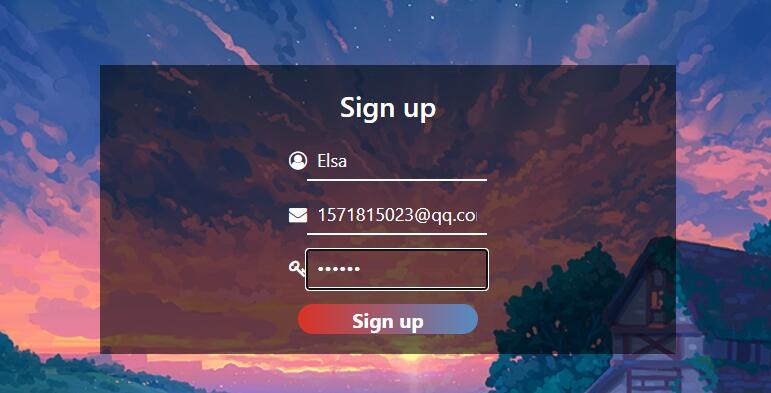 Sign up
Elsa
1571815023@qq.co
••••••
Sign up